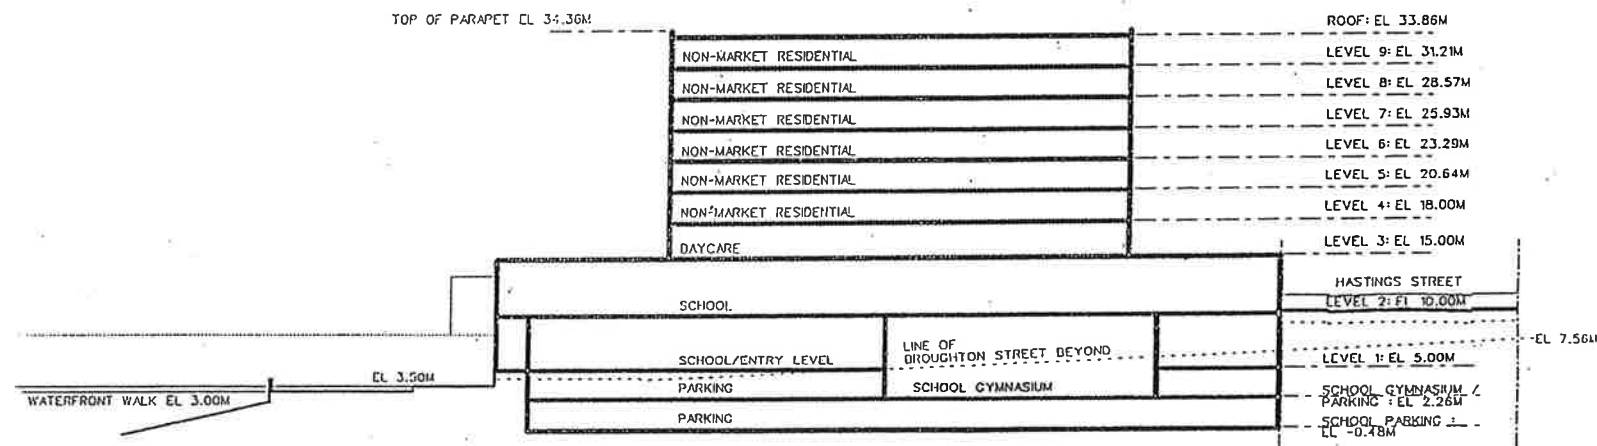 TOP OF PARAPET EL 34.36M
ROOF: EL 33.86M
NON-MARKET RESIDENTIAL
LEVEL 9: EL 31.21M
NON-MARKET RESIDENTIAL
LEVEL 8: EL 28.57M
NON-MARKET RESIDENTIAL
LEVEL 7: EL 25.93M
NON-MARKET RESIDENTIAL
LEVEL 6: EL 23.29M
NON-MARKET RESIDENTIAL
LEVEL 5: EL 20.64M
NON-MARKET RESIDENTIAL
LEVEL 4: EL 18.00M
DAYCARE
LEVEL 3: EL 15.00M
HASTINGS STREET
SCHOOL
LEVEL 2: EL 10.00M
LINE OF
BROUGHTON STREET BEYOND
EL 7.56M
SCHOOL/ENTRY LEVEL
LEVEL 1: EL 5.00M
EL 3.50M
PARKING
SCHOOL GYMNASIUM
SCHOOL GYMNASIUM /
PARKING : EL 2.26M
WATERFRONT WALK EL 3.00M
PARKING
SCHOOL PARKING :
EL -0.48M